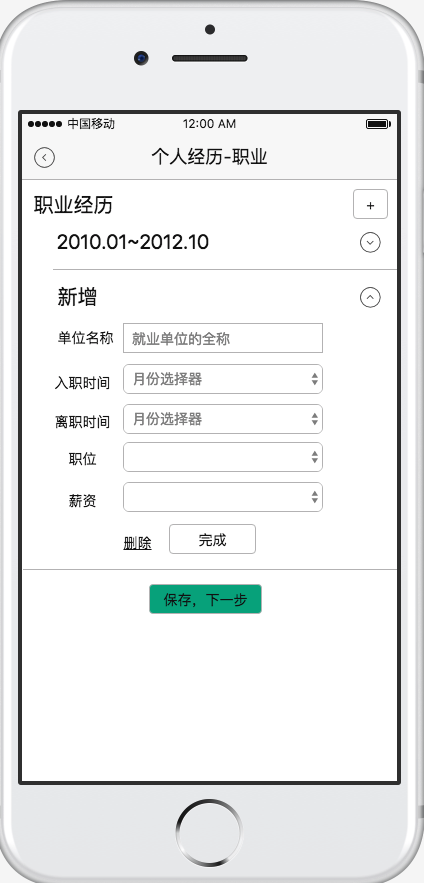 中国移动 12:00 AM
个人经历-职业
职业经历 +
2010.01~2012.10
新增
单位名称 就业单位的全称
入职时间 月份选择器
离职时间 月份选择器
职位
薪资
删除 完成
保存，下一步